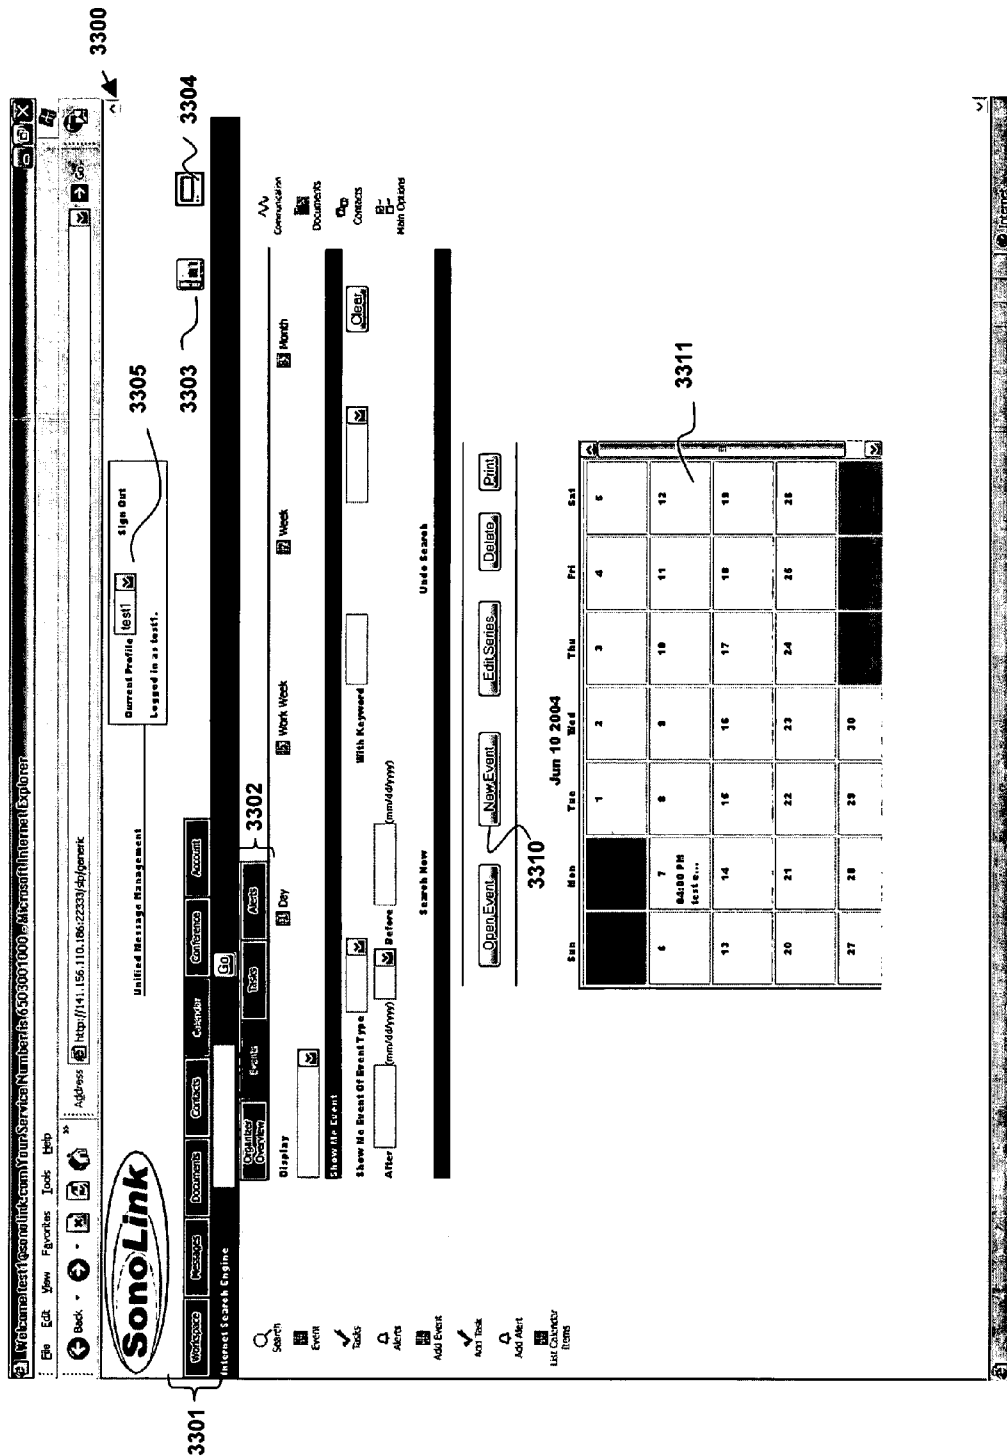 3300
Welcome test1@sonolink.com Your Service Number is 6503001000 - Microsoft Internet Explorer
File Edit View Favorites Tools Help
Back
Address http://141.156.110.186:22333/slp/generic
Go
SonoLink
Unified Message Management
Current Profile test1 Sign Out
Logged in as test1.
3305
3303
3304
3301
Workspace Messages Documents Contacts Calendar Conference Account
Internet Search Engine Go
3302
Organizer Overview Events Tasks Alerts
Search
Event
Tasks
Alerts
Add Event
Add Task
Add Alert
List Calendar Items
Display
Day Work Week Week Month
Show Me Event
Show Me Event Of Event Type With Keyword Clear
After (mm/dd/yyyy) Before (mm/dd/yyyy)
Search Now Undo Search
Communication
Documents
Contacts
Main Options
Open Event New Event Edit Series Delete Print
3310
Jun 10 2004
Sun Mon Tue Wed Thu Fri Sat
1 2 3 4 5
6 7 8 9 10 11 12
04:00 PM
test e...
13 14 15 16 17 18 19
20 21 22 23 24 25 26
27 28 29 30
3311
Internet